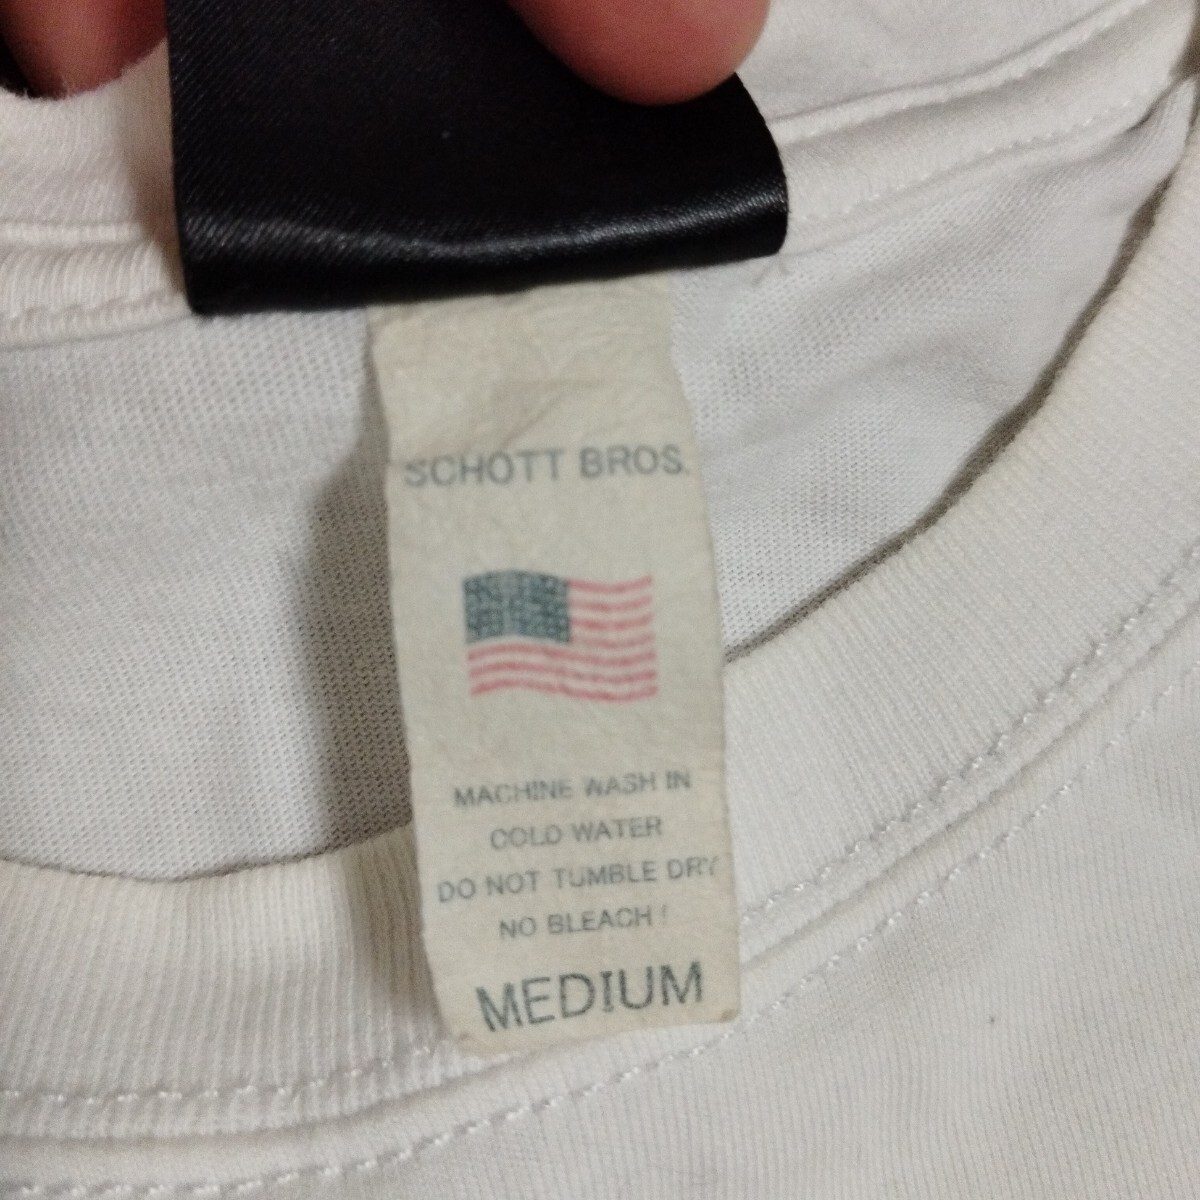 SCHOTT BROS.
MACHINE WASH IN
COLD WATER
DO NOT TUMBLE DRY
NO BLEACH !
MEDIUM